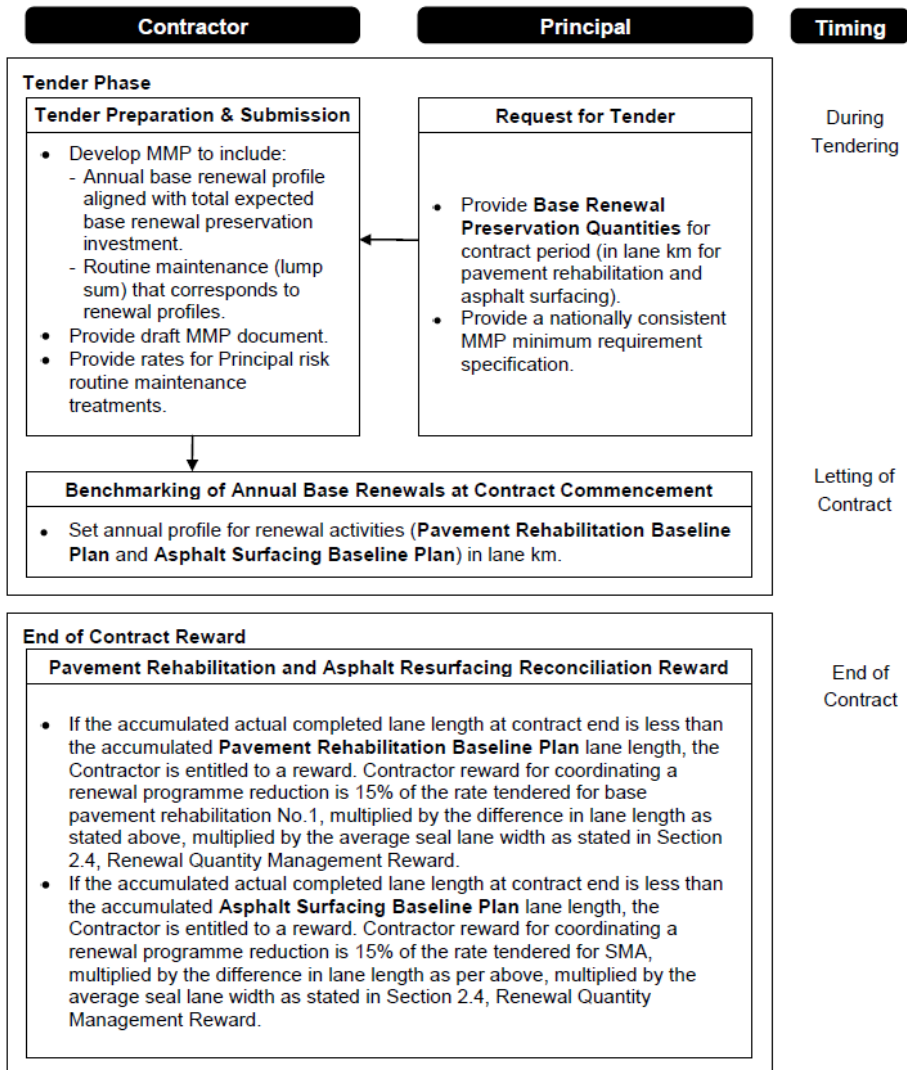 Contractor
Principal
Timing
Tender Phase
Tender Preparation & Submission
• Develop MMP to include:
- Annual base renewal profile
aligned with total expected
base renewal preservation
investment.
- Routine maintenance (lump
sum) that corresponds to
renewal profiles.
• Provide draft MMP document.
• Provide rates for Principal risk
routine maintenance
treatments.
Request for Tender
• Provide Base Renewal
Preservation Quantities for
contract period (in lane km for
pavement rehabilitation and
asphalt surfacing).
• Provide a nationally consistent
MMP minimum requirement
specification.
During
Tendering
Benchmarking of Annual Base Renewals at Contract Commencement
• Set annual profile for renewal activities (Pavement Rehabilitation Baseline
Plan and Asphalt Surfacing Baseline Plan) in lane km.
Letting of
Contract
End of Contract Reward
Pavement Rehabilitation and Asphalt Resurfacing Reconciliation Reward
• If the accumulated actual completed lane length at contract end is less than
the accumulated Pavement Rehabilitation Baseline Plan lane length, the
Contractor is entitled to a reward. Contractor reward for coordinating a
renewal programme reduction is 15% of the rate tendered for base
pavement rehabilitation No.1, multiplied by the difference in lane length as
stated above, multiplied by the average seal lane width as stated in Section
2.4, Renewal Quantity Management Reward.
• If the accumulated actual completed lane length at contract end is less than
the accumulated Asphalt Surfacing Baseline Plan lane length, the
Contractor is entitled to a reward. Contractor reward for coordinating a
renewal programme reduction is 15% of the rate tendered for SMA,
multiplied by the difference in lane length as per above, multiplied by the
average seal lane width as stated in Section 2.4, Renewal Quantity
Management Reward.
End of
Contract